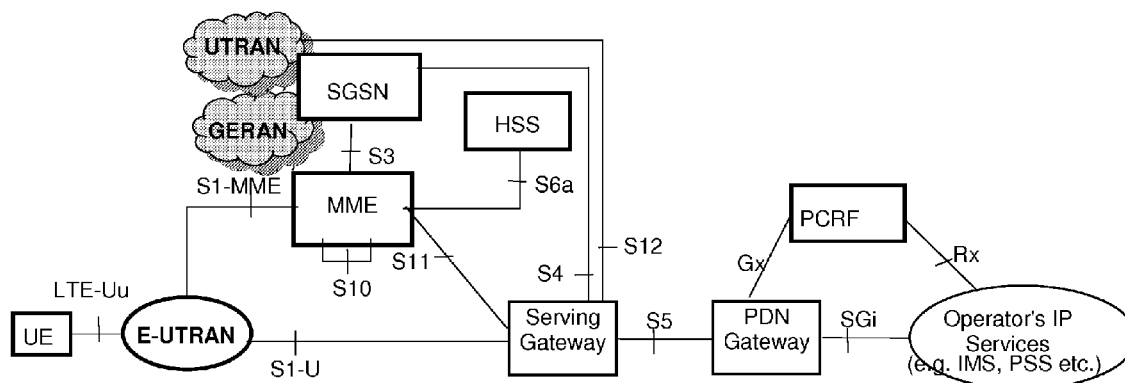 UTRAN
SGSN
GERAN
HSS
S3
S1-MME
S6a
MME
PCRF
S11
S12
S4
Gx
Rx
S10
LTE-Uu
UE
E-UTRAN
Serving
Gateway
S5
PDN
Gateway
SGi
Operator's IP
Services
(e.g. IMS, PSS etc.)
S1-U